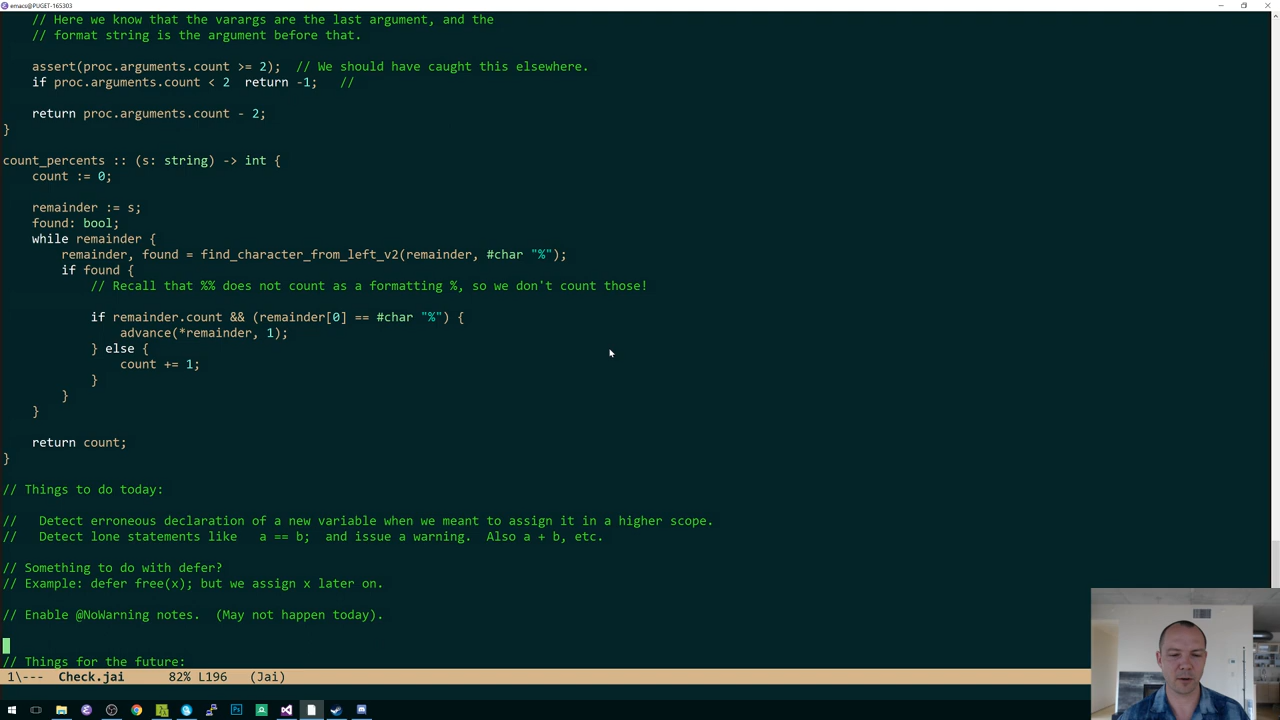 emacs@PUGET-165303
// Here we know that the varargs are the last argument, and the
// format string is the argument before that.
assert(proc.arguments.count >= 2);  // We should have caught this elsewhere.
if proc.arguments.count < 2  return -1;   //
return proc.arguments.count - 2;
}
count_percents :: (s: string) -> int {
count := 0;
remainder := s;
found: bool;
while remainder {
remainder, found = find_character_from_left_v2(remainder, #char "%");
if found {
// Recall that %% does not count as a formatting %, so we don't count those!
if remainder.count && (remainder[0] == #char "%") {
advance(*remainder, 1);
} else {
count += 1;
}
}
}
return count;
}
// Things to do today:
//   Detect erroneous declaration of a new variable when we meant to assign it in a higher scope.
//   Detect lone statements like   a == b;  and issue a warning.  Also a + b, etc.
// Something to do with defer?
// Example: defer free(x); but we assign x later on.
// Enable @NoWarning notes.  (May not happen today).
// Things for the future:
1\---  Check.jai      82% L196   (Jai)